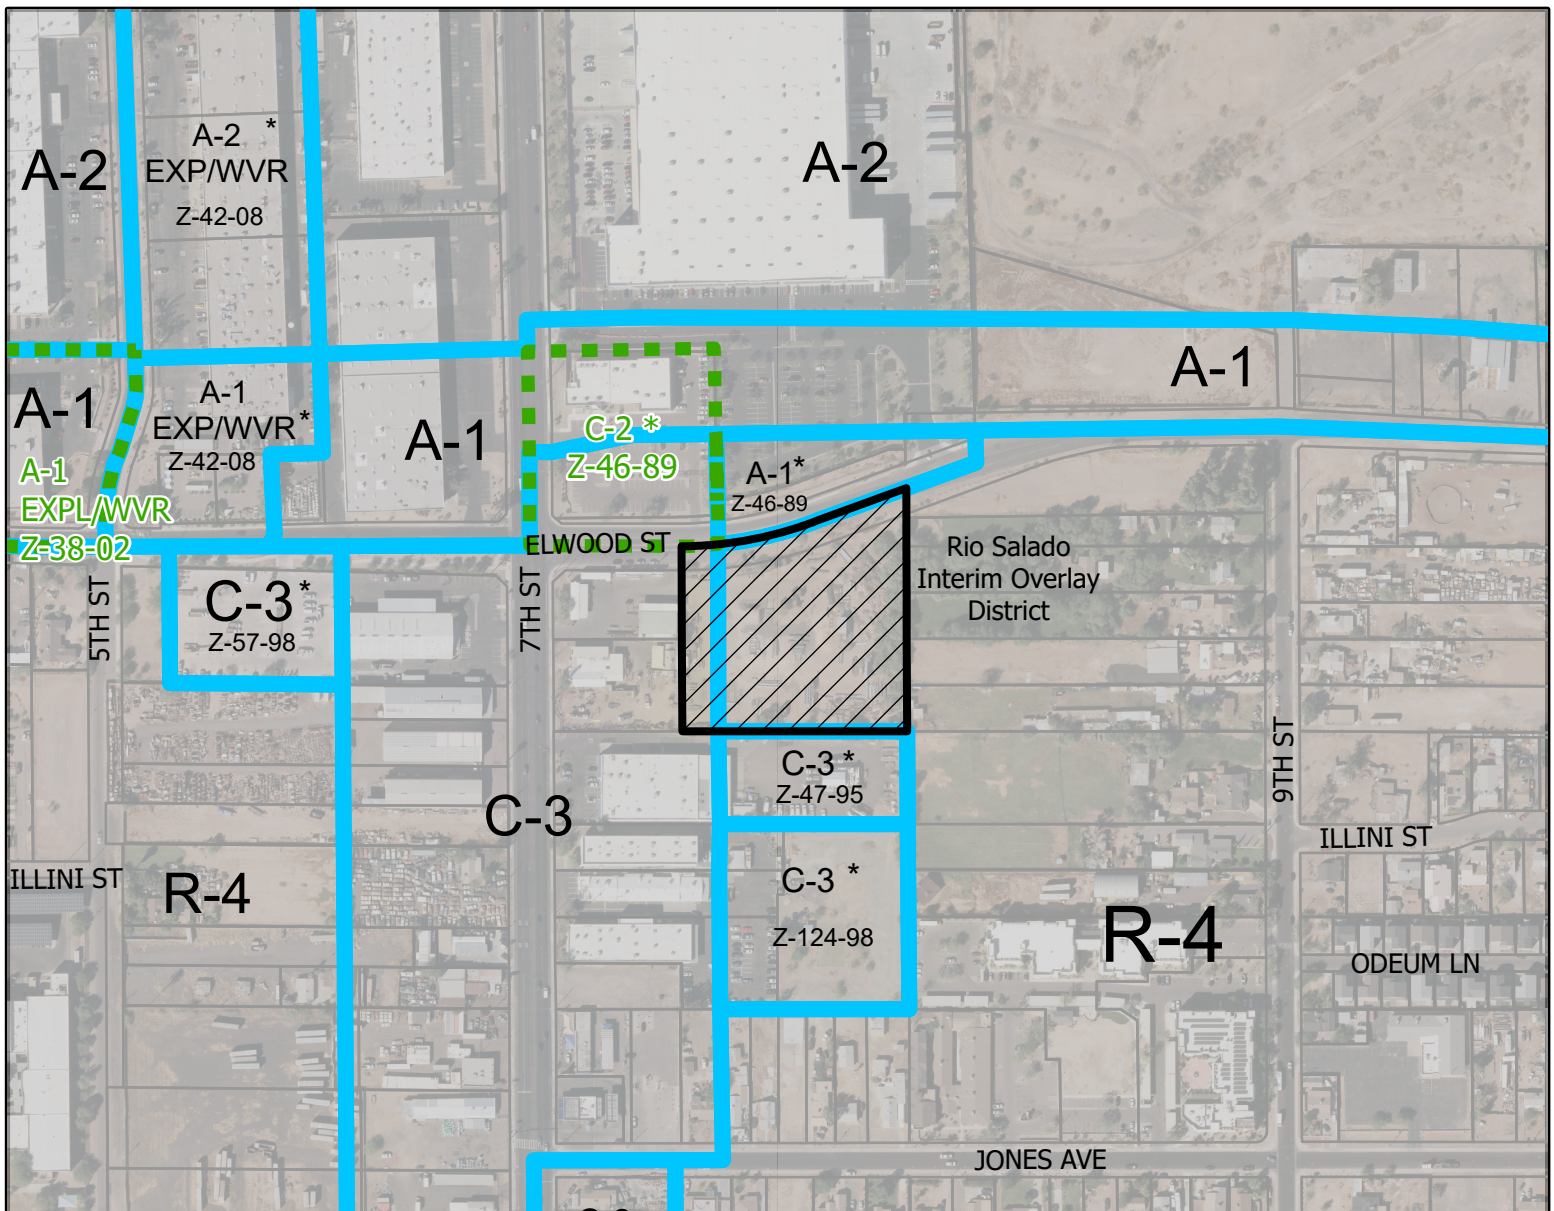 A-2
A-2 *
EXP/WVR
Z-42-08
A-2
A-1
A-1
EXP/WVR *
Z-42-08
A-1
A-1
A-1
EXPL/WVR
Z-38-02
C-2 *
Z-46-89
A-1*
Z-46-89
ELWOOD ST
Rio Salado
Interim Overlay
District
5TH ST
C-3*
Z-57-98
7TH ST
9TH ST
C-3 *
Z-47-95
C-3
ILLINI ST
ILLINI ST
R-4
C-3 *
Z-124-98
R-4
ODEUM LN
JONES AVE